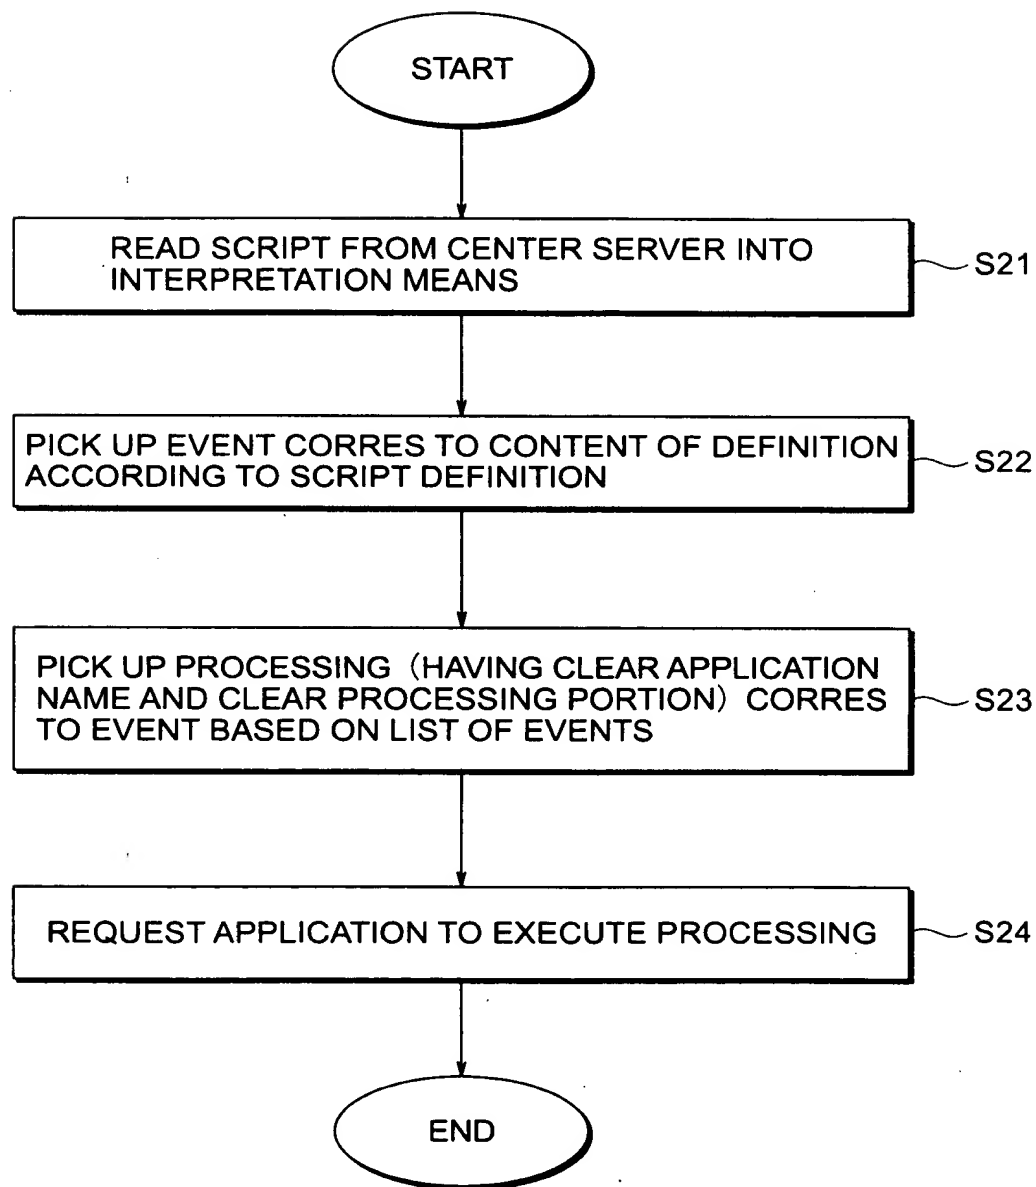 START
READ SCRIPT FROM CENTER SERVER INTO
INTERPRETATION MEANS
S21
PICK UP EVENT CORRES TO CONTENT OF DEFINITION
ACCORDING TO SCRIPT DEFINITION
S22
PICK UP PROCESSING (HAVING CLEAR APPLICATION
NAME AND CLEAR PROCESSING PORTION) CORRES
TO EVENT BASED ON LIST OF EVENTS
S23
REQUEST APPLICATION TO EXECUTE PROCESSING
S24
END